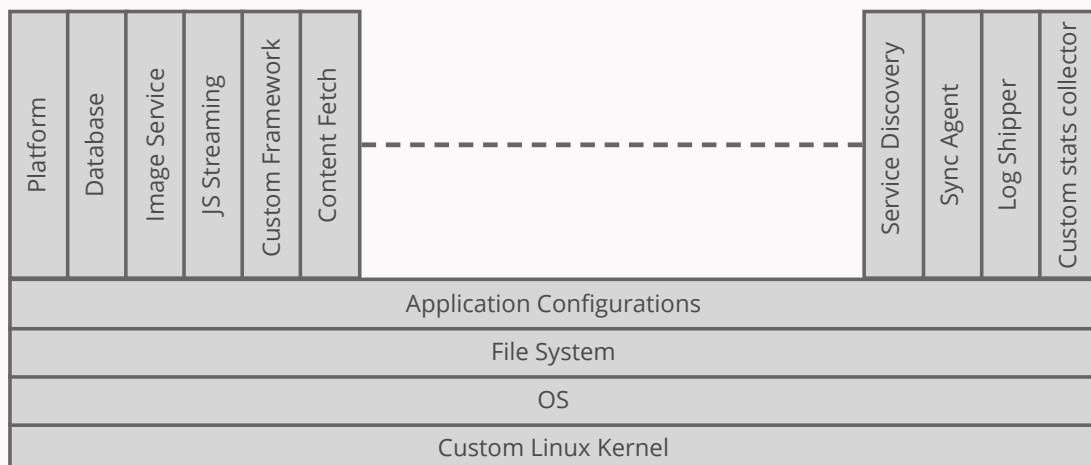 Platform
Database
Image Service
JS Streaming
Custom Framework
Content Fetch
Service Discovery
Sync Agent
Log Shipper
Custom stats collector
Application Configurations
File System
OS
Custom Linux Kernel